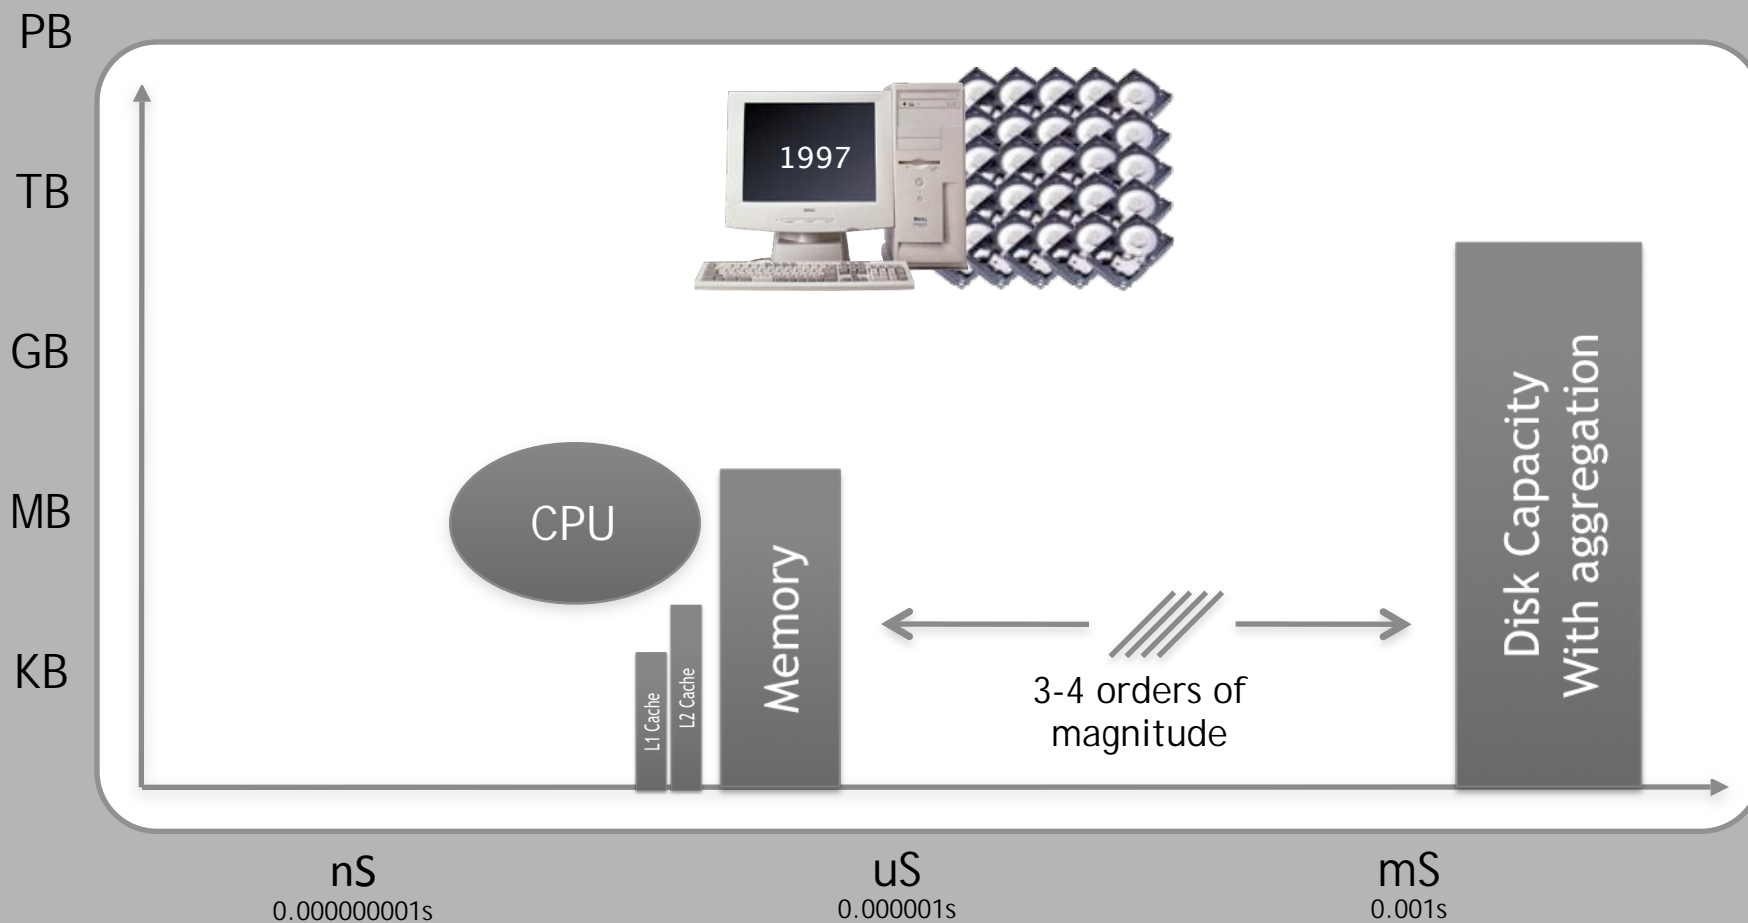 PB
TB
GB
MB
KB
1997
CPU
L1 Cache
L2 Cache
Memory
3-4 orders of
magnitude
Disk Capacity
With aggregation
nS
0.000000001s
uS
0.000001s
mS
0.001s